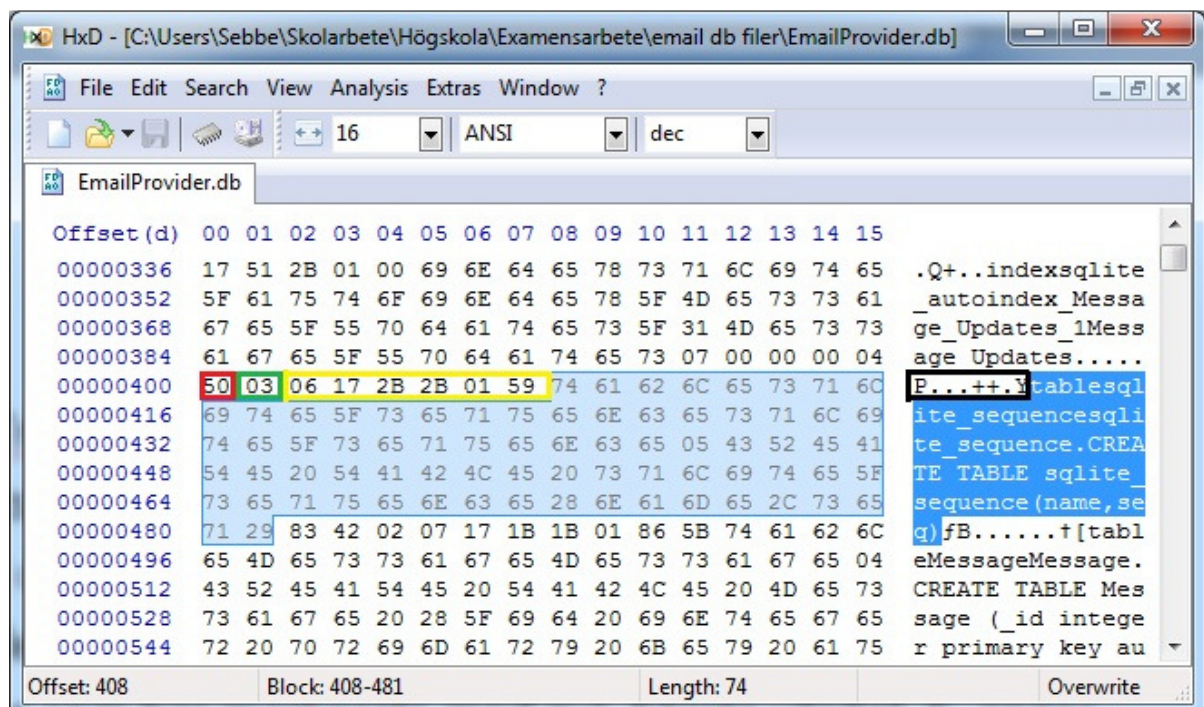 HxD - [C:\Users\Sebbe\Skolarbete\Högskola\Examensarbete\email db filer\EmailProvider.db]
File Edit Search View Analysis Extras Window ?
16 ANSI dec
EmailProvider.db
Offset(d) 00 01 02 03 04 05 06 07 08 09 10 11 12 13 14 15
00000336 17 51 2B 01 00 69 6E 64 65 78 73 71 6C 69 74 65 .Q+..indexsqlite
00000352 5F 61 75 74 6F 69 6E 64 65 78 5F 4D 65 73 73 61 _autoindex_Messa
00000368 67 65 5F 55 70 64 61 74 65 73 5F 31 4D 65 73 73 ge_Updates_1Mess
00000384 61 67 65 5F 55 70 64 61 74 65 73 07 00 00 00 04 age_Updates.....
00000400 50 03 06 17 2B 2B 01 59 74 61 62 6C 65 73 71 6C P...++.Ytablesql
00000416 69 74 65 5F 73 65 71 75 65 6E 63 65 73 71 6C 69 ite_sequencesqli
00000432 74 65 5F 73 65 71 75 65 6E 63 65 05 43 52 45 41 te_sequence.CREA
00000448 54 45 20 54 41 42 4C 45 20 73 71 6C 69 74 65 5F TE TABLE sqlite_
00000464 73 65 71 75 65 6E 63 65 28 6E 61 6D 65 2C 73 65 sequence(name,se
00000480 71 29 83 42 02 07 17 1B 1B 01 86 5B 74 61 62 6C q)ƒB......†[tabl
00000496 65 4D 65 73 73 61 67 65 4D 65 73 73 61 67 65 04 eMessageMessage.
00000512 43 52 45 41 54 45 20 54 41 42 4C 45 20 4D 65 73 CREATE TABLE Mes
00000528 73 61 67 65 20 28 5F 69 64 20 69 6E 74 65 67 65 sage (_id intege
00000544 72 20 70 72 69 6D 61 72 79 20 6B 65 79 20 61 75 r primary key au
Offset: 408 Block: 408-481 Length: 74 Overwrite